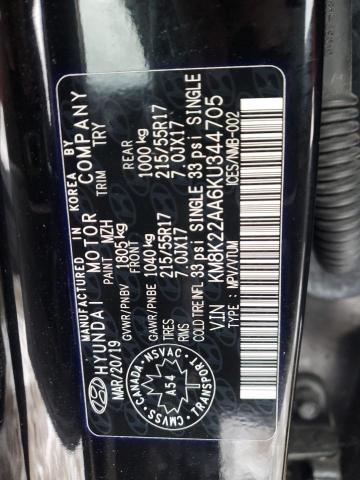 MANUFACTURED IN KOREA BY
HYUNDAI MOTOR COMPANY
MAR/20/19 PAINT MZH TRIM TRY
GVWR/PNBV 1805kg
FRONT REAR
GAWR/PNBE 1040kg 1000kg
TIRES 215/55R17 215/55R17
RIMS 7.0JX17 7.0JX17
COLD TIRE INFL 33 psi SINGLE 33 psi SINGLE
VIN KM8K22AA6KU344705
TYPE: MPV/VTUM ICES/NMB-002
CANADA · NSVAC
A54
CMVSS · TRANSPORT